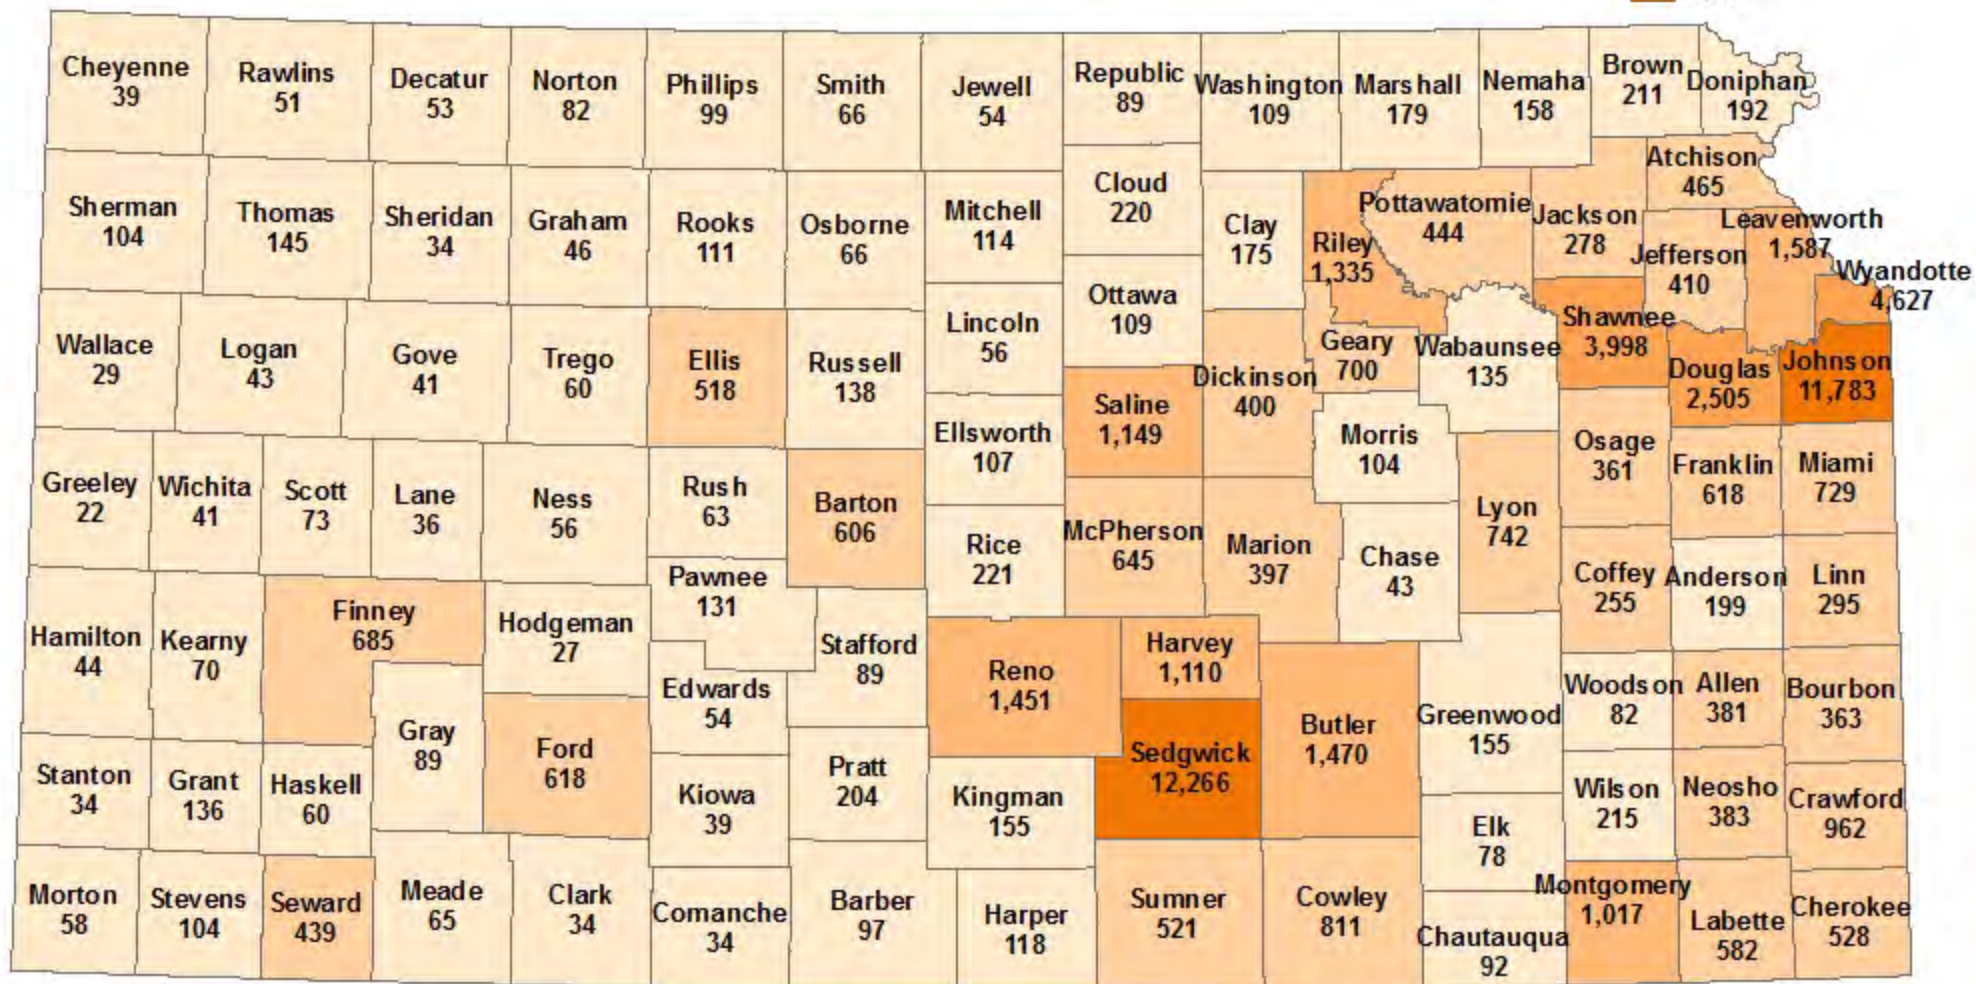 Cheyenne
39
Rawlins
51
Decatur
53
Norton
82
Phillips
99
Smith
66
Jewell
54
Republic
89
Washington
109
Marshall
179
Nemaha
158
Brown
211
Doniphan
192
Sherman
104
Thomas
145
Sheridan
34
Graham
46
Rooks
111
Osborne
66
Mitchell
114
Cloud
220
Clay
175
Riley
1,335
Pottawatomie
444
Jackson
278
Atchison
465
Jefferson
410
Leavenworth
1,587
Wyandotte
4,627
Wallace
29
Logan
43
Gove
41
Trego
60
Ellis
518
Russell
138
Lincoln
56
Ottawa
109
Dickinson
400
Geary
700
Wabaunsee
135
Shawnee
3,998
Douglas
2,505
Johnson
11,783
Greeley
22
Wichita
41
Scott
73
Lane
36
Ness
56
Rush
63
Barton
606
Ellsworth
107
Saline
1,149
Morris
104
Osage
361
Franklin
618
Miami
729
Rice
221
McPherson
645
Marion
397
Chase
43
Lyon
742
Coffey
255
Anderson
199
Linn
295
Hamilton
44
Kearny
70
Finney
685
Hodgeman
27
Pawnee
131
Stafford
89
Edwards
54
Gray
89
Ford
618
Reno
1,451
Harvey
1,110
Sedgwick
12,266
Butler
1,470
Greenwood
155
Woodson
82
Allen
381
Bourbon
363
Stanton
34
Grant
136
Haskell
60
Kiowa
39
Pratt
204
Kingman
155
Elk
78
Wilson
215
Neosho
383
Crawford
962
Morton
58
Stevens
104
Seward
439
Meade
65
Clark
34
Comanche
34
Barber
97
Harper
118
Sumner
521
Cowley
811
Chautauqua
92
Montgomery
1,017
Labette
582
Cherokee
528